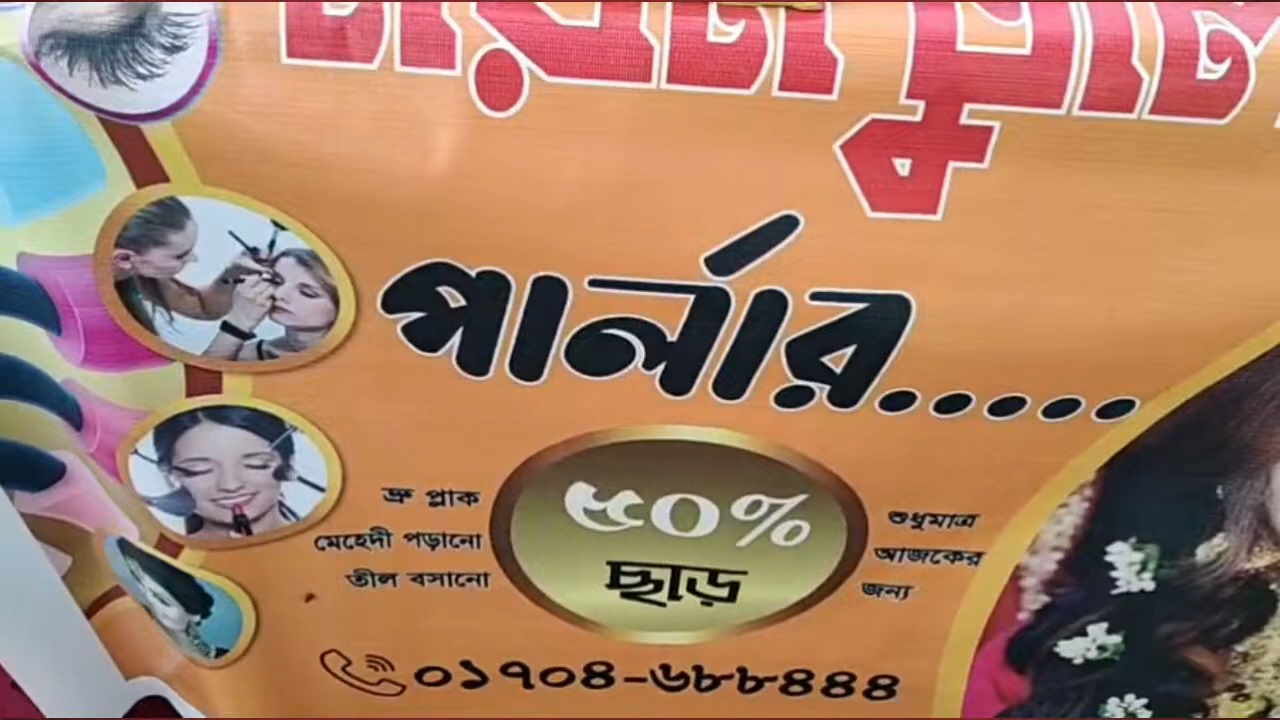 পার্লার.....
ভ্রু প্লাক
মেহেদী পড়ানো
তীল বসানো
৫০%
ছাড়
শুধুমাত্র
আজকের
জন্য
০১৭০৪-৬৮৮৪৪৪